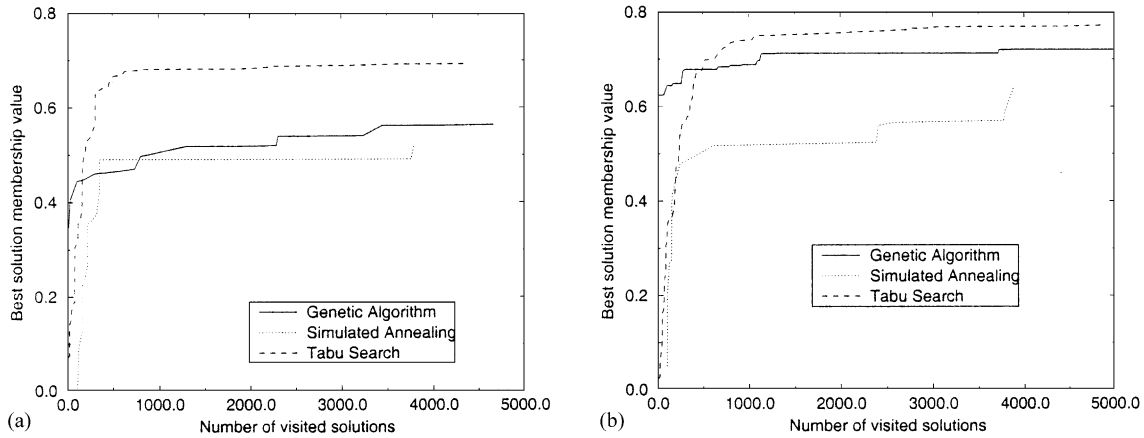 0.8
0.6
0.4
0.2
0.0
Best solution membership value
Genetic Algorithm
Simulated Annealing
Tabu Search
0.0 1000.0 2000.0 3000.0 4000.0 5000.0
Number of visited solutions
(a)
0.8
0.6
0.4
0.2
0.0
Best solution membership value
Genetic Algorithm
Simulated Annealing
Tabu Search
0.0 1000.0 2000.0 3000.0 4000.0 5000.0
Number of visited solutions
(b)